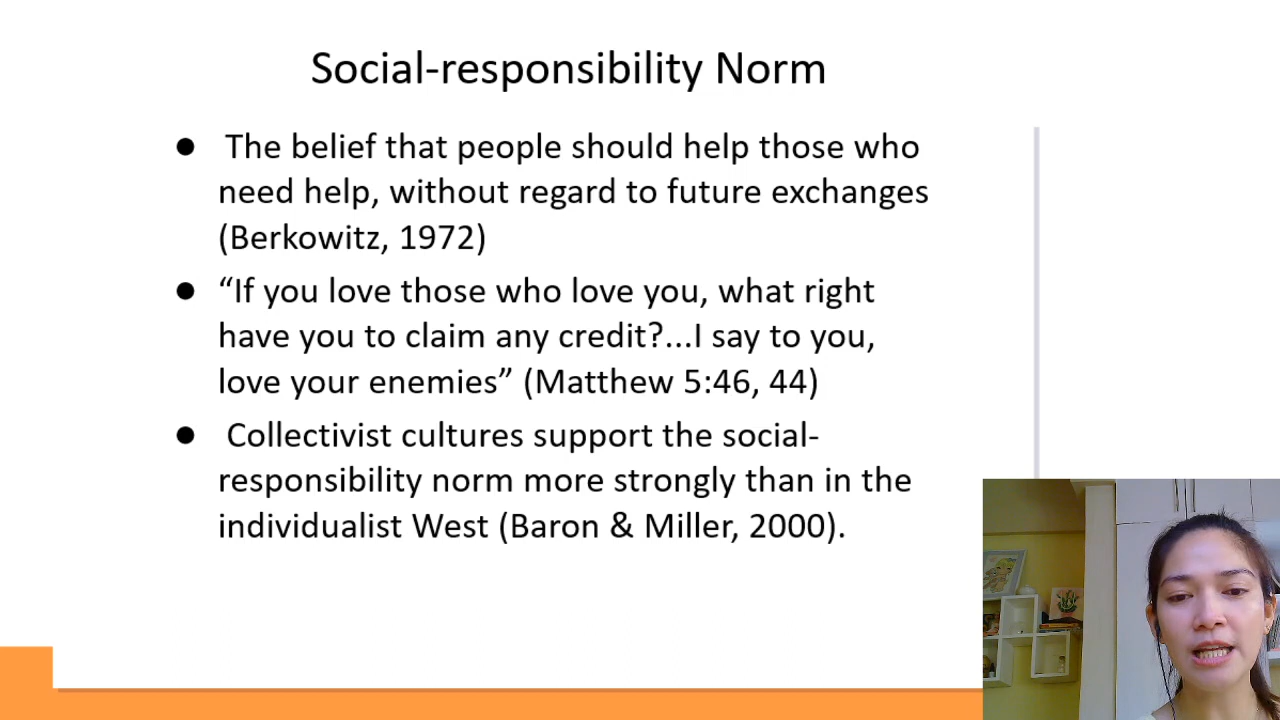 Social-responsibility Norm
● The belief that people should help those who
need help, without regard to future exchanges
(Berkowitz, 1972)
● “If you love those who love you, what right
have you to claim any credit?...I say to you,
love your enemies” (Matthew 5:46, 44)
● Collectivist cultures support the social-
responsibility norm more strongly than in the
individualist West (Baron & Miller, 2000).